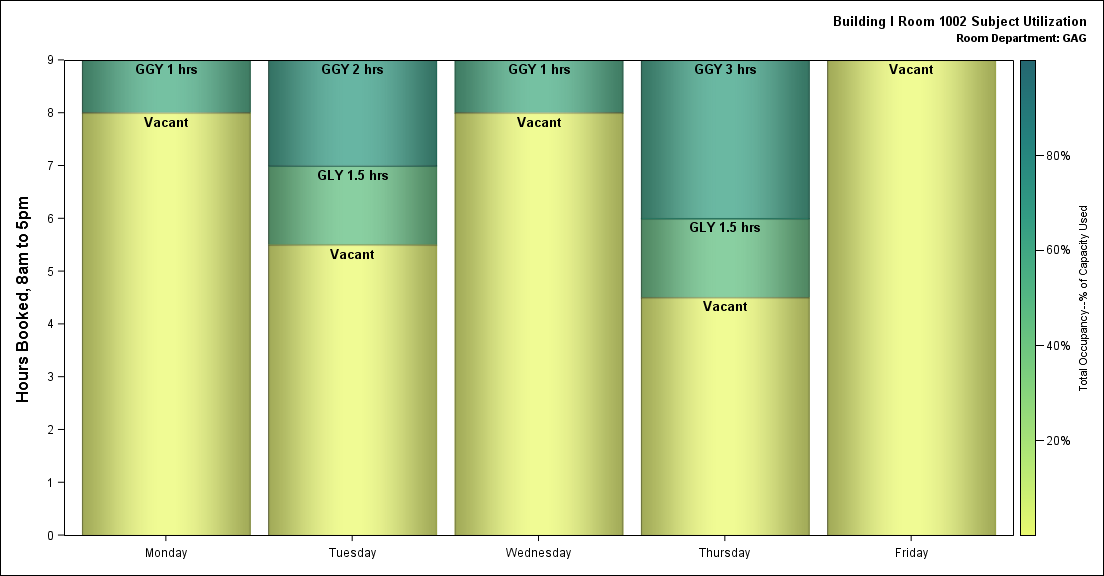 Building I Room 1002 Subject Utilization
Room Department: GAG
Hours Booked, 8am to 5pm
9
8
7
6
5
4
3
2
1
0
GGY 1 hrs
Vacant
GGY 2 hrs
GLY 1.5 hrs
Vacant
GGY 1 hrs
Vacant
GGY 3 hrs
GLY 1.5 hrs
Vacant
Vacant
Monday
Tuesday
Wednesday
Thursday
Friday
80%
60%
40%
20%
Total Occupancy--% of Capacity Used